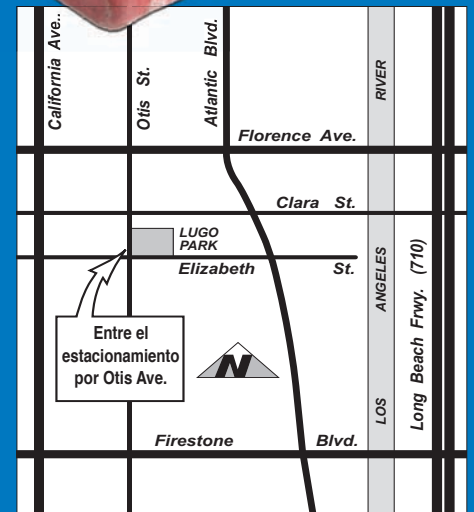 California Ave..
Otis St.
Atlantic Blvd.
RIVER
Florence Ave.
Clara St.
LUGO
PARK
Elizabeth St.
ANGELES
Long Beach Frwy. (710)
Entre el
estacionamiento
por Otis Ave.
N
LOS
Firestone Blvd.